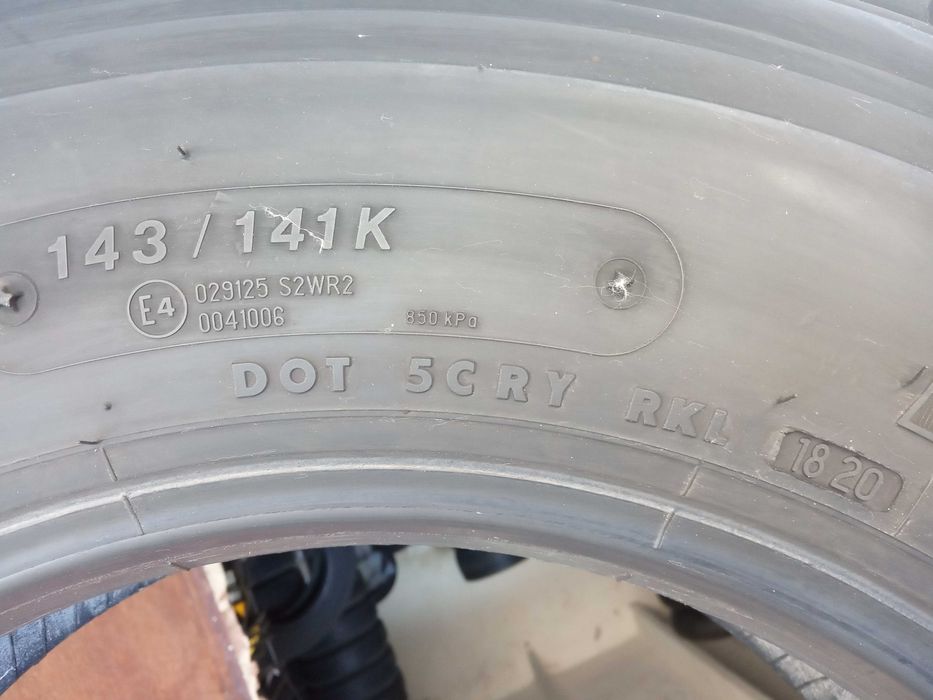 143/141K
E4
029125 S2WR2
0041006
850 kPa
DOT 5CRY RKL 1820